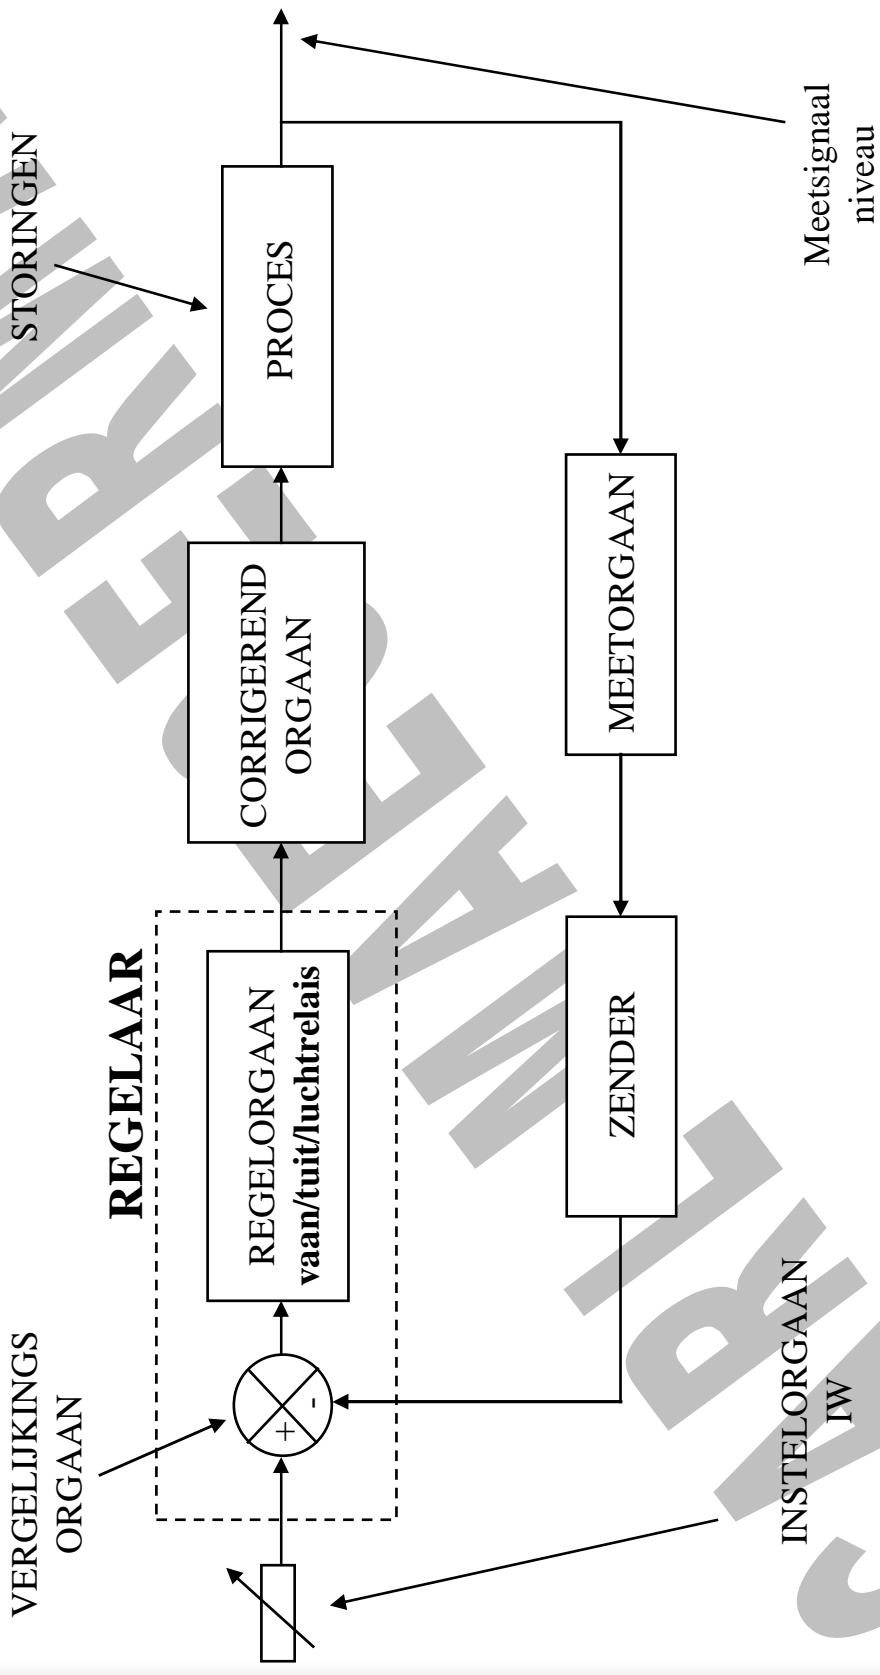 VERGELIJKINGS
ORGAAN
REGELAAR
STORINGEN
+
-
REGELORGAAN
vaan/tuit/luchtrelais
CORRIGEREND
ORGAAN
PROCES
ZENDER
MEETORGAAN
INSTELORGAAN
IW
Meetsignaal
niveau